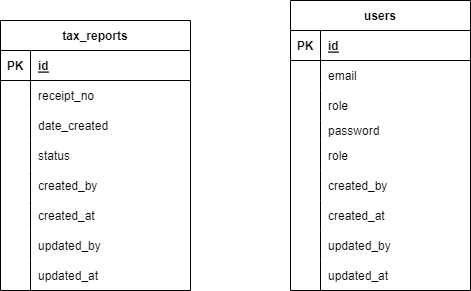 tax_reports
PK id
receipt_no
date_created
status
created_by
created_at
updated_by
updated_at
users
PK id
email
role
password
role
created_by
created_at
updated_by
updated_at